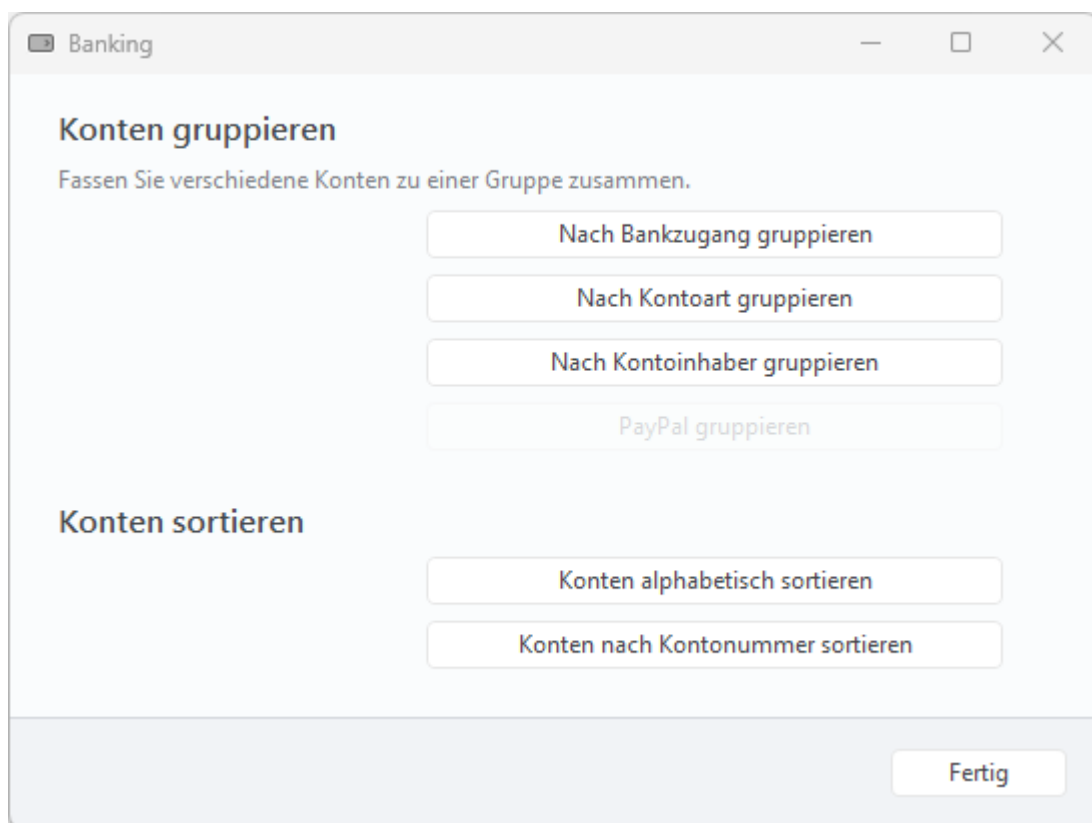 Banking
Konten gruppieren
Fassen Sie verschiedene Konten zu einer Gruppe zusammen.
Nach Bankzugang gruppieren
Nach Kontoart gruppieren
Nach Kontoinhaber gruppieren
PayPal gruppieren
Konten sortieren
Konten alphabetisch sortieren
Konten nach Kontonummer sortieren
Fertig